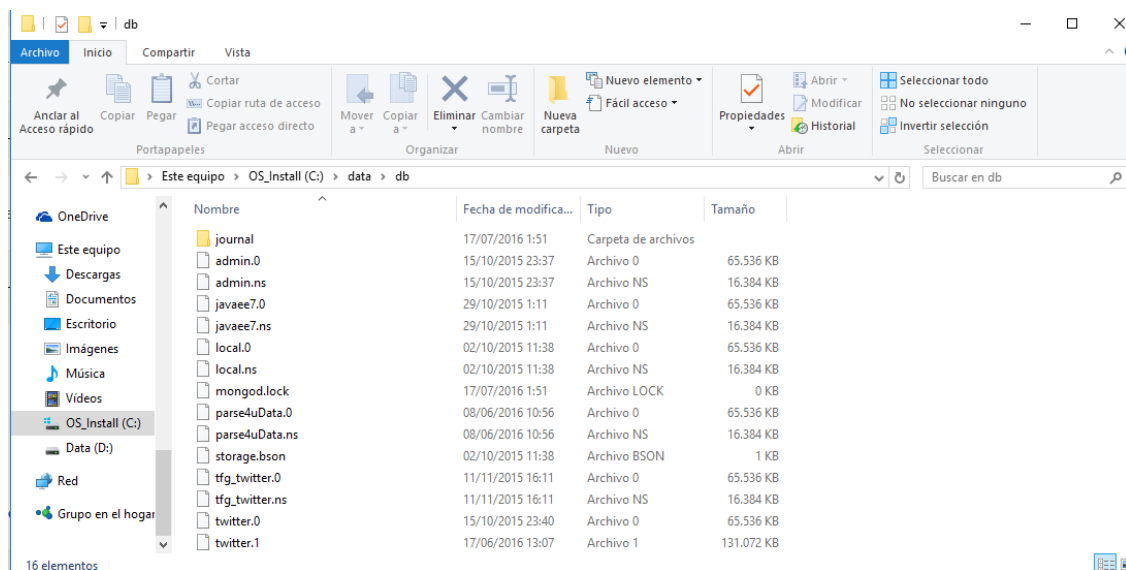 db
Archivo Inicio Compartir Vista
Anclar al Acceso rápido
Copiar
Pegar
Cortar
Copiar ruta de acceso
Pegar acceso directo
Portapapeles
Mover a
Copiar a
Eliminar
Cambiar nombre
Organizar
Nueva carpeta
Nuevo elemento
Fácil acceso
Nuevo
Propiedades
Abrir
Modificar
Historial
Abrir
Seleccionar todo
No seleccionar ninguno
Invertir selección
Seleccionar
Este equipo > OS_Install (C:) > data > db
Buscar en db
OneDrive
Este equipo
Descargas
Documentos
Escritorio
Imágenes
Música
Vídeos
OS_Install (C:)
Data (D:)
Red
Grupo en el hogar
Nombre Fecha de modifica... Tipo Tamaño
journal 17/07/2016 1:51 Carpeta de archivos
admin.0 15/10/2015 23:37 Archivo 0 65.536 KB
admin.ns 15/10/2015 23:37 Archivo NS 16.384 KB
javaee7.0 29/10/2015 1:11 Archivo 0 65.536 KB
javaee7.ns 29/10/2015 1:11 Archivo NS 16.384 KB
local.0 02/10/2015 11:38 Archivo 0 65.536 KB
local.ns 02/10/2015 11:38 Archivo NS 16.384 KB
mongod.lock 17/07/2016 1:51 Archivo LOCK 0 KB
parse4uData.0 08/06/2016 10:56 Archivo 0 65.536 KB
parse4uData.ns 08/06/2016 10:56 Archivo NS 16.384 KB
storage.bson 02/10/2015 11:38 Archivo BSON 1 KB
tfg_twitter.0 11/11/2015 16:11 Archivo 0 65.536 KB
tfg_twitter.ns 11/11/2015 16:11 Archivo NS 16.384 KB
twitter.0 15/10/2015 23:40 Archivo 0 65.536 KB
twitter.1 17/06/2016 13:07 Archivo 1 131.072 KB
16 elementos